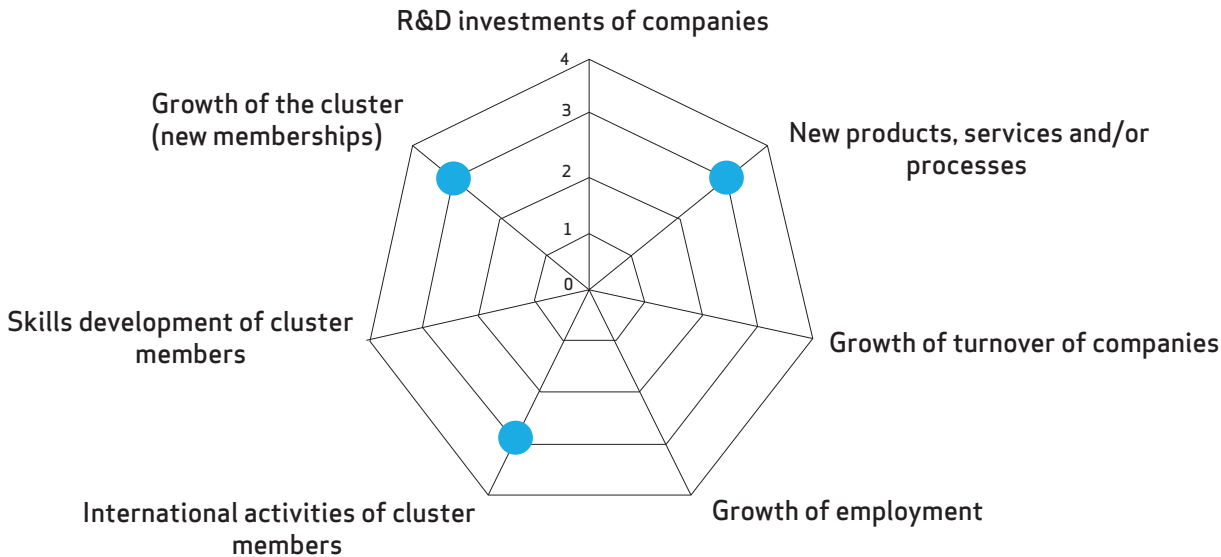 R&D investments of companies
4
Growth of the cluster
(new memberships)
3
New products, services and/or
processes
2
1
0
Skills development of cluster
members
Growth of turnover of companies
International activities of cluster
members
Growth of employment